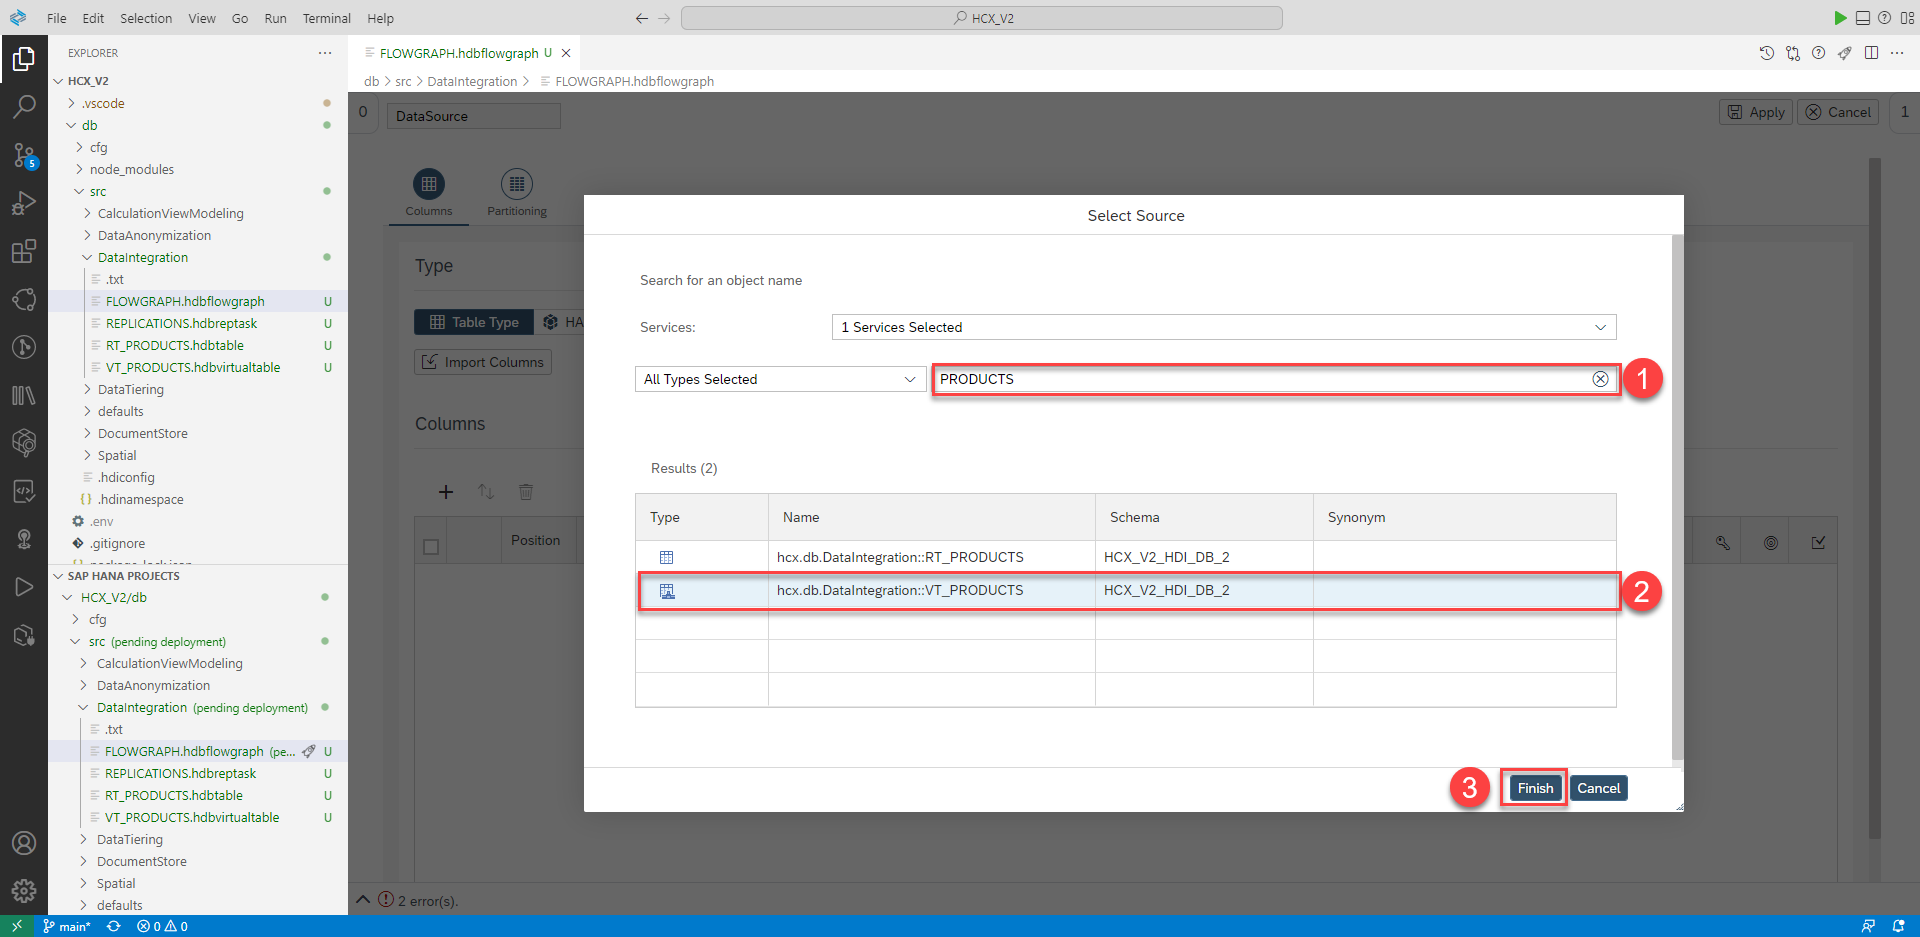 File Edit Selection View Go Run Terminal Help
HCX_V2
EXPLORER
HCX_V2
.vscode
db
cfg
node_modules
src
CalculationViewModeling
DataAnonymization
DataIntegration
.txt
FLOWGRAPH.hdbflowgraph U
REPLICATIONS.hdbreptask U
RT_PRODUCTS.hdbtable U
VT_PRODUCTS.hdbvirtualtable U
DataTiering
defaults
DocumentStore
Spatial
.hdiconfig
.hdinamespace
.env
.gitignore
SAP HANA PROJECTS
HCX_V2/db
cfg
src (pending deployment)
CalculationViewModeling
DataAnonymization
DataIntegration (pending deployment)
.txt
FLOWGRAPH.hdbflowgraph (pe... U
REPLICATIONS.hdbreptask U
RT_PRODUCTS.hdbtable U
VT_PRODUCTS.hdbvirtualtable U
DataTiering
DocumentStore
Spatial
defaults
5
FLOWGRAPH.hdbflowgraph U
db > src > DataIntegration > FLOWGRAPH.hdbflowgraph
0 DataSource Apply Cancel 1
Columns Partitioning
Type
Table Type HA
Import Columns
Columns
Position
Select Source
Search for an object name
Services: 1 Services Selected
All Types Selected PRODUCTS 1
Results (2)
Type Name Schema Synonym
hcx.db.DataIntegration::RT_PRODUCTS HCX_V2_HDI_DB_2
hcx.db.DataIntegration::VT_PRODUCTS HCX_V2_HDI_DB_2 2
3 Finish Cancel
2 error(s).
main* 0 0